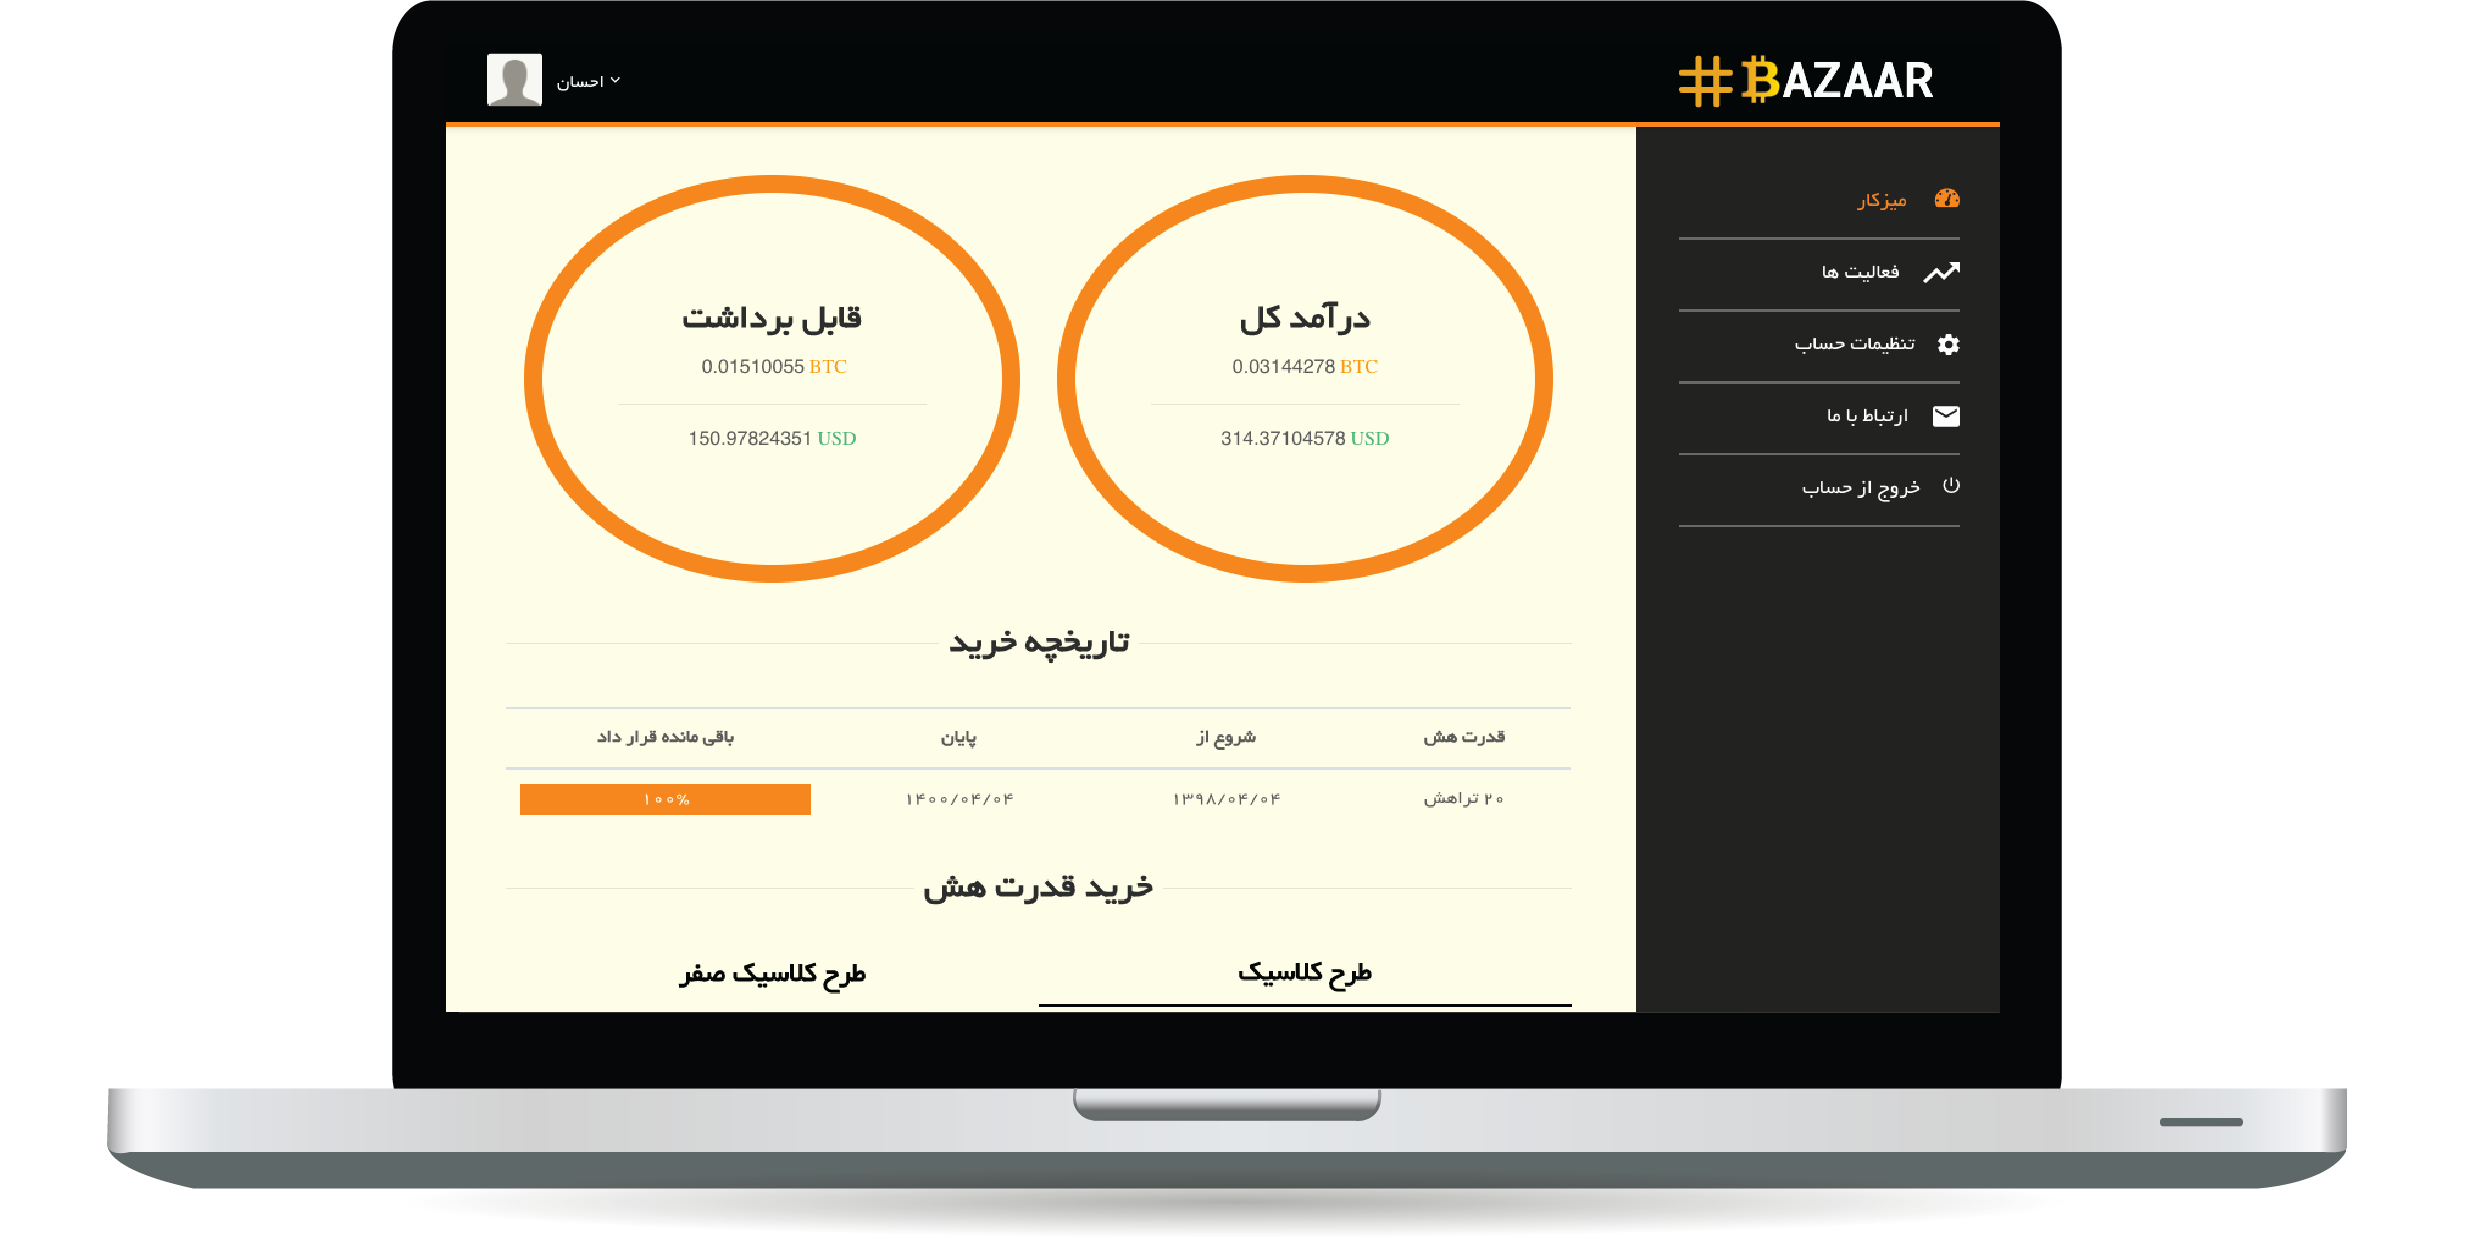 #BAZAAR
احسان
میزکار
فعالیت ها
تنظیمات حساب
ارتباط با ما
خروج از حساب
درآمد کل
0.03144278 BTC
314.37104578 USD
قابل برداشت
0.01510055 BTC
150.97824351 USD
تاریخچه خرید
قدرت هش شروع از پایان باقی مانده قرار داد
۲۰ تراهش ۱۳۹۸/۰۴/۰۴ ۱۴۰۰/۰۴/۰۴ ۱۰۰%
خرید قدرت هش
طرح کلاسیک طرح کلاسیک صفر